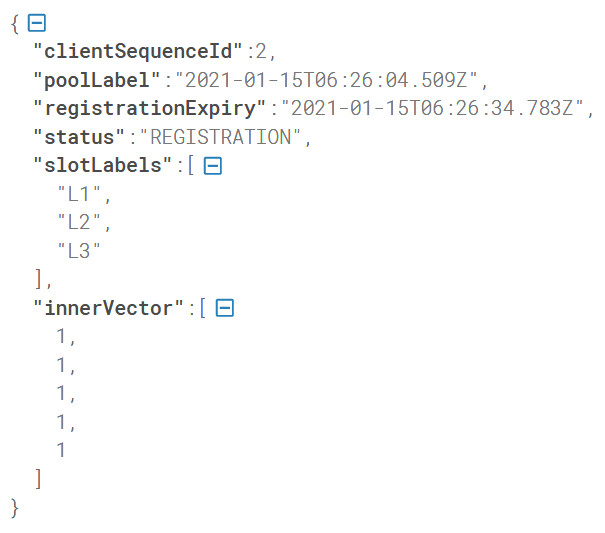 {
"clientSequenceId":2,
"poolLabel":"2021-01-15T06:26:04.509Z",
"registrationExpiry":"2021-01-15T06:26:34.783Z",
"status":"REGISTRATION",
"slotLabels":[
"L1",
"L2",
"L3"
],
"innerVector":[
1,
1,
1,
1,
1
]
}